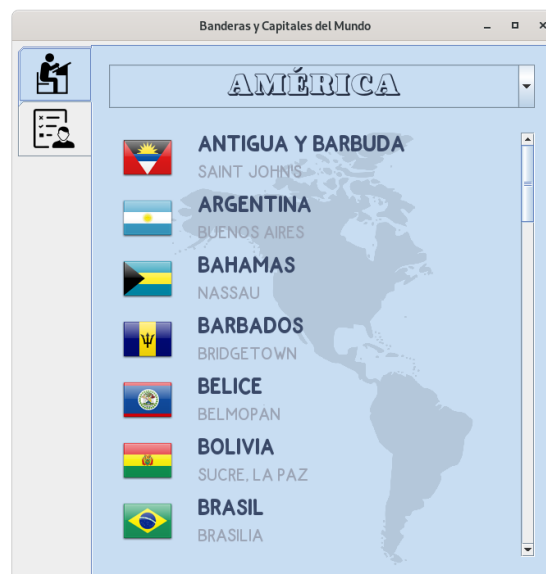 Banderas y Capitales del Mundo
AMÉRICA
ANTIGUA Y BARBUDA
SAINT JOHN'S
ARGENTINA
BUENOS AIRES
BAHAMAS
NASSAU
BARBADOS
BRIDGETOWN
BELICE
BELMOPAN
BOLIVIA
SUCRE, LA PAZ
BRASIL
BRASILIA